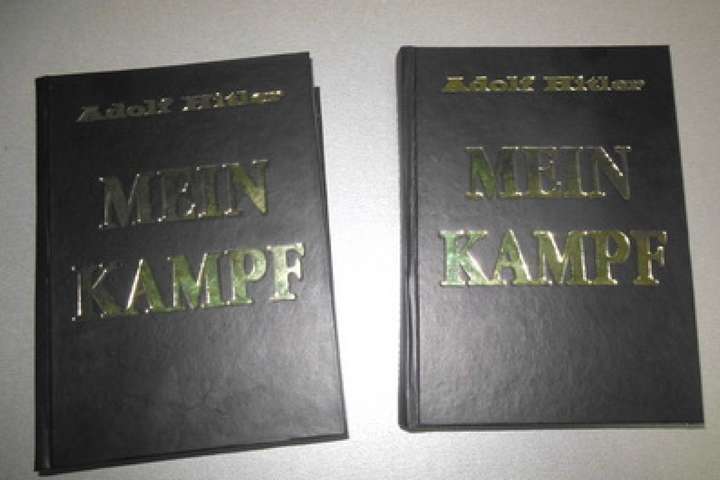 Adolf Hitler
MEIN
KAMPF
Adolf Hitler
MEIN
KAMPF